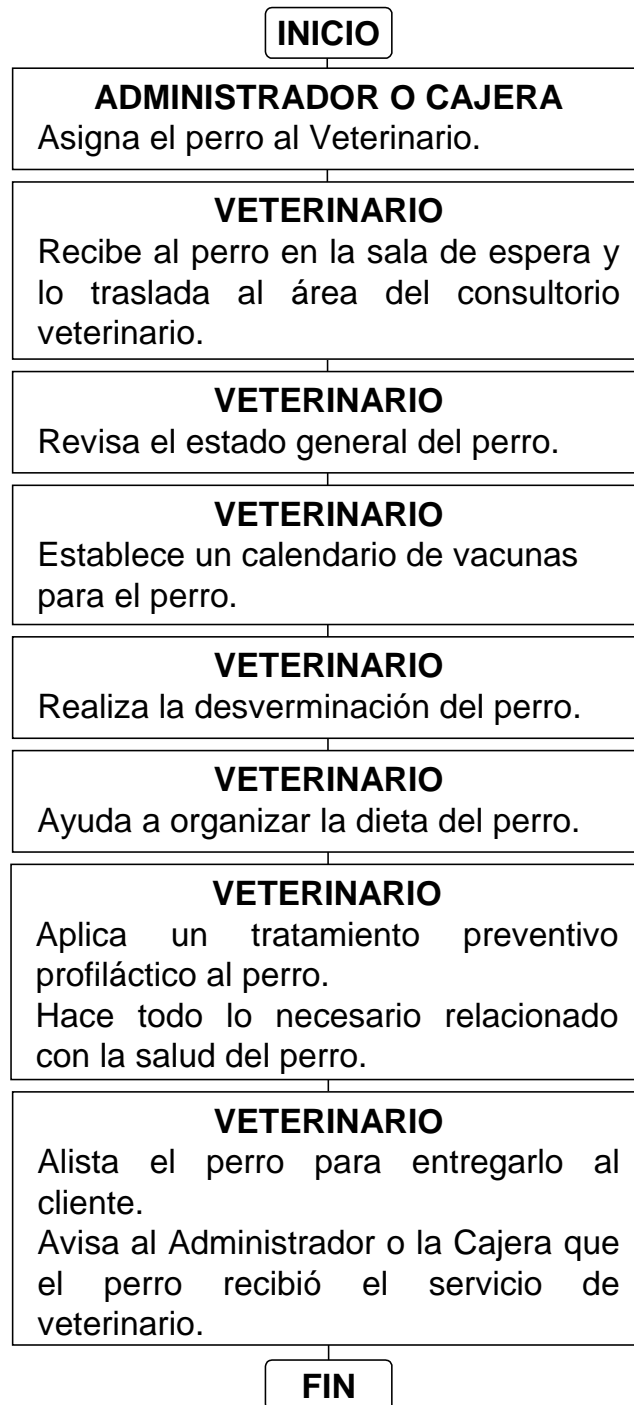 INICIO
ADMINISTRADOR O CAJERA
Asigna el perro al Veterinario.
VETERINARIO
Recibe al perro en la sala de espera y
lo traslada al área del consultorio
veterinario.
VETERINARIO
Revisa el estado general del perro.
VETERINARIO
Establece un calendario de vacunas
para el perro.
VETERINARIO
Realiza la desverminación del perro.
VETERINARIO
Ayuda a organizar la dieta del perro.
VETERINARIO
Aplica un tratamiento preventivo
profiláctico al perro.
Hace todo lo necesario relacionado
con la salud del perro.
VETERINARIO
Alista el perro para entregarlo al
cliente.
Avisa al Administrador o la Cajera que
el perro recibió el servicio de
veterinario.
FIN